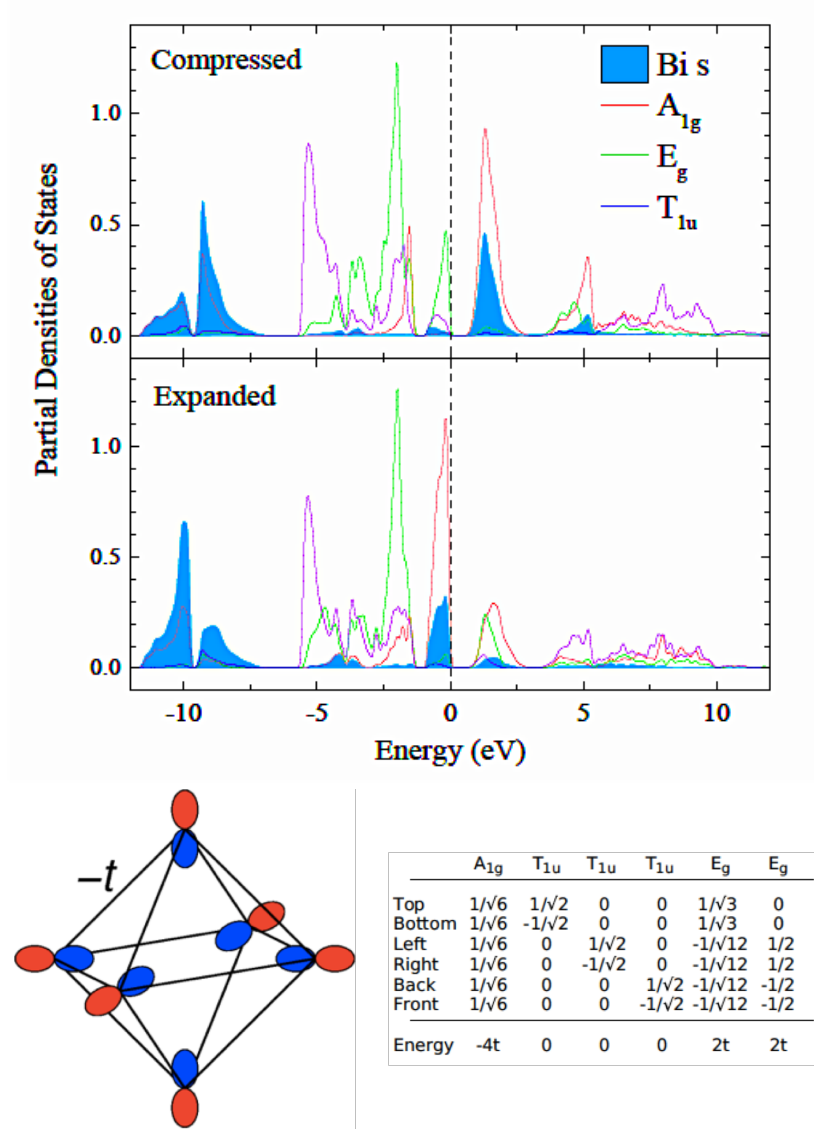 Compressed
Bi s
A1g
Eg
T1u
1.0
0.5
0.0
Partial Densities of States
Expanded
1.0
0.5
0.0
-10 -5 0 5 10
Energy (eV)
−t
A1g T1u T1u T1u Eg Eg
Top 1/√6 1/√2 0 0 1/√3 0
Bottom 1/√6 -1/√2 0 0 1/√3 0
Left 1/√6 0 1/√2 0 -1/√12 1/2
Right 1/√6 0 -1/√2 0 -1/√12 1/2
Back 1/√6 0 0 1/√2 -1/√12 -1/2
Front 1/√6 0 0 -1/√2 -1/√12 -1/2
Energy -4t 0 0 0 2t 2t